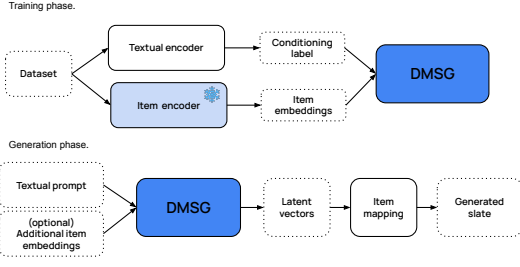 Training phase.
Textual encoder
Conditioning
label
Dataset
DMSG
Item encoder
Item
embeddings
Generation phase.
Textual prompt
(optional)
Additional item
embeddings
DMSG
Latent
vectors
Item
mapping
Generated
slate